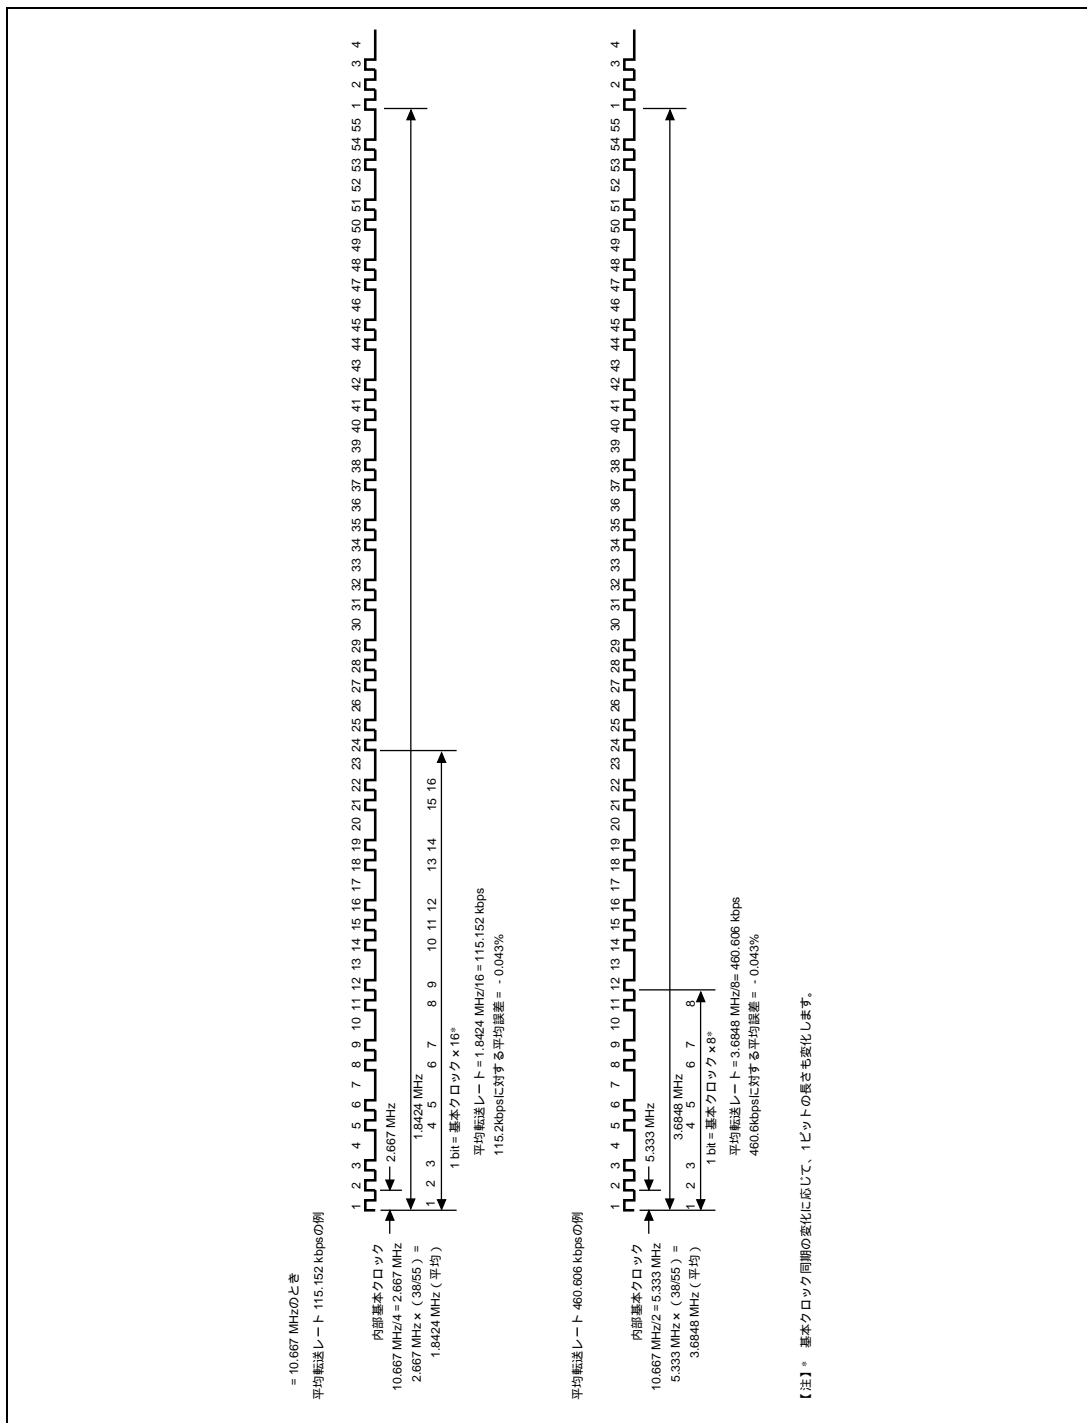 = 10.667 MHzのとき
平均転送レート 115.152 kbpsの例
1 2 3 4 5 6 7 8 9 10 11 12 13 14 15 16 17 18 19 20 21 22 23 24 25 26 27 28 29 30 31 32 33 34 35 36 37 38 39 40 41 42 43 44 45 46 47 48 49 50 51 52 53 54 55 1 2 3 4
内部基本クロック
10.667 MHz/4 = 2.667 MHz
2.667 MHz × (38/55) =
1.8424 MHz (平均)
2.667 MHz
1.8424 MHz
1 2 3 4 5 6 7 8 9 10 11 12 13 14 15 16
1 bit = 基本クロック × 16*
平均転送レート = 1.8424 MHz/16 = 115.152 kbps
115.2kbpsに対する平均誤差 = - 0.043%
平均転送レート 460.606 kbpsの例
1 2 3 4 5 6 7 8 9 10 11 12 13 14 15 16 17 18 19 20 21 22 23 24 25 26 27 28 29 30 31 32 33 34 35 36 37 38 39 40 41 42 43 44 45 46 47 48 49 50 51 52 53 54 55 1 2 3 4
内部基本クロック
10.667 MHz/2 = 5.333 MHz
5.333 MHz × (38/55) =
3.6848 MHz (平均)
5.333 MHz
3.6848 MHz
1 2 3 4 5 6 7 8
1 bit = 基本クロック × 8*
平均転送レート = 3.6848 MHz/8= 460.606 kbps
460.6kbpsに対する平均誤差 = - 0.043%
【注】* 基本クロック同期の変化に応じて、1ビットの長さも変化します。